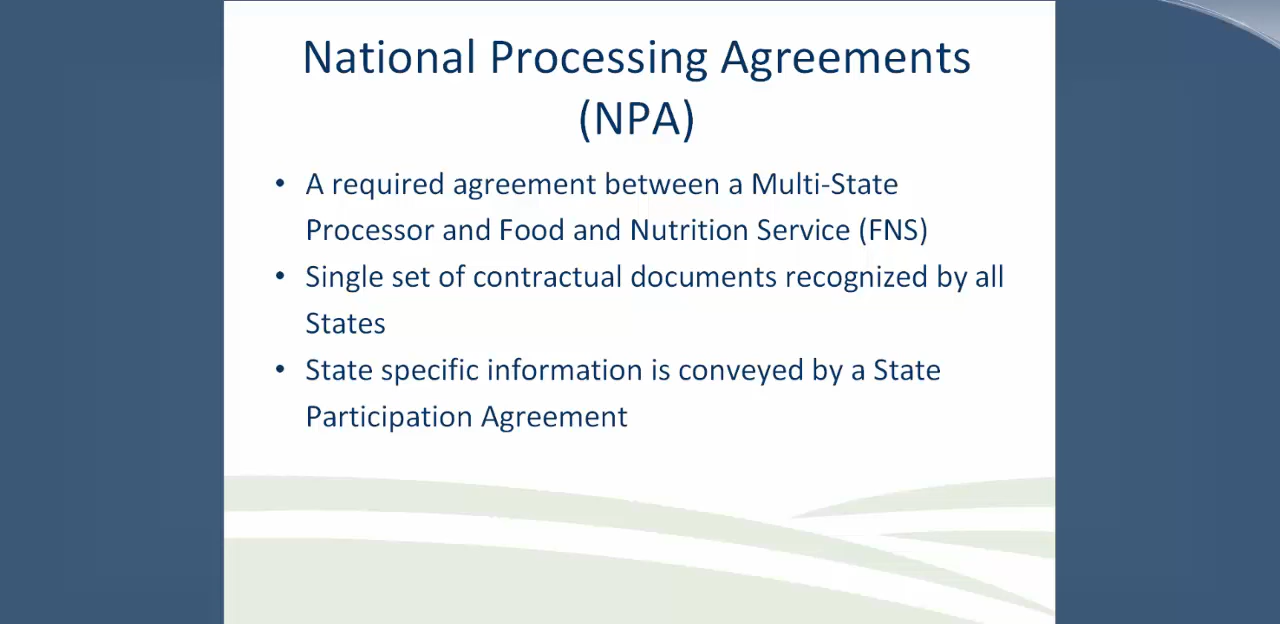 National Processing Agreements
(NPA)
• A required agreement between a Multi-State
Processor and Food and Nutrition Service (FNS)
• Single set of contractual documents recognized by all
States
• State specific information is conveyed by a State
Participation Agreement